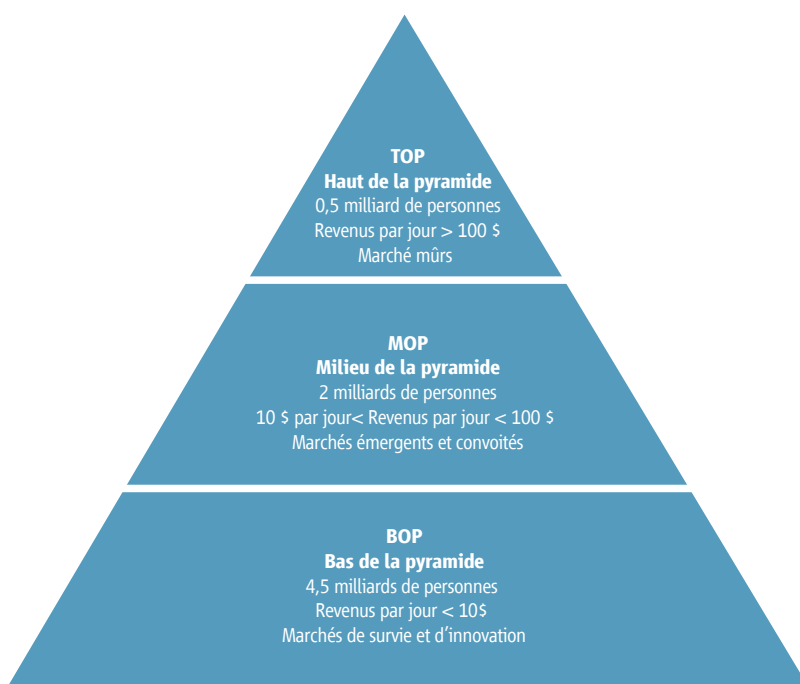 TOP
Haut de la pyramide
0,5 milliard de personnes
Revenus par jour > 100 $
Marché mûrs
MOP
Milieu de la pyramide
2 milliards de personnes
10 $ par jour< Revenus par jour < 100 $
Marchés émergents et convoités
BOP
Bas de la pyramide
4,5 milliards de personnes
Revenus par jour < 10$
Marchés de survie et d’innovation